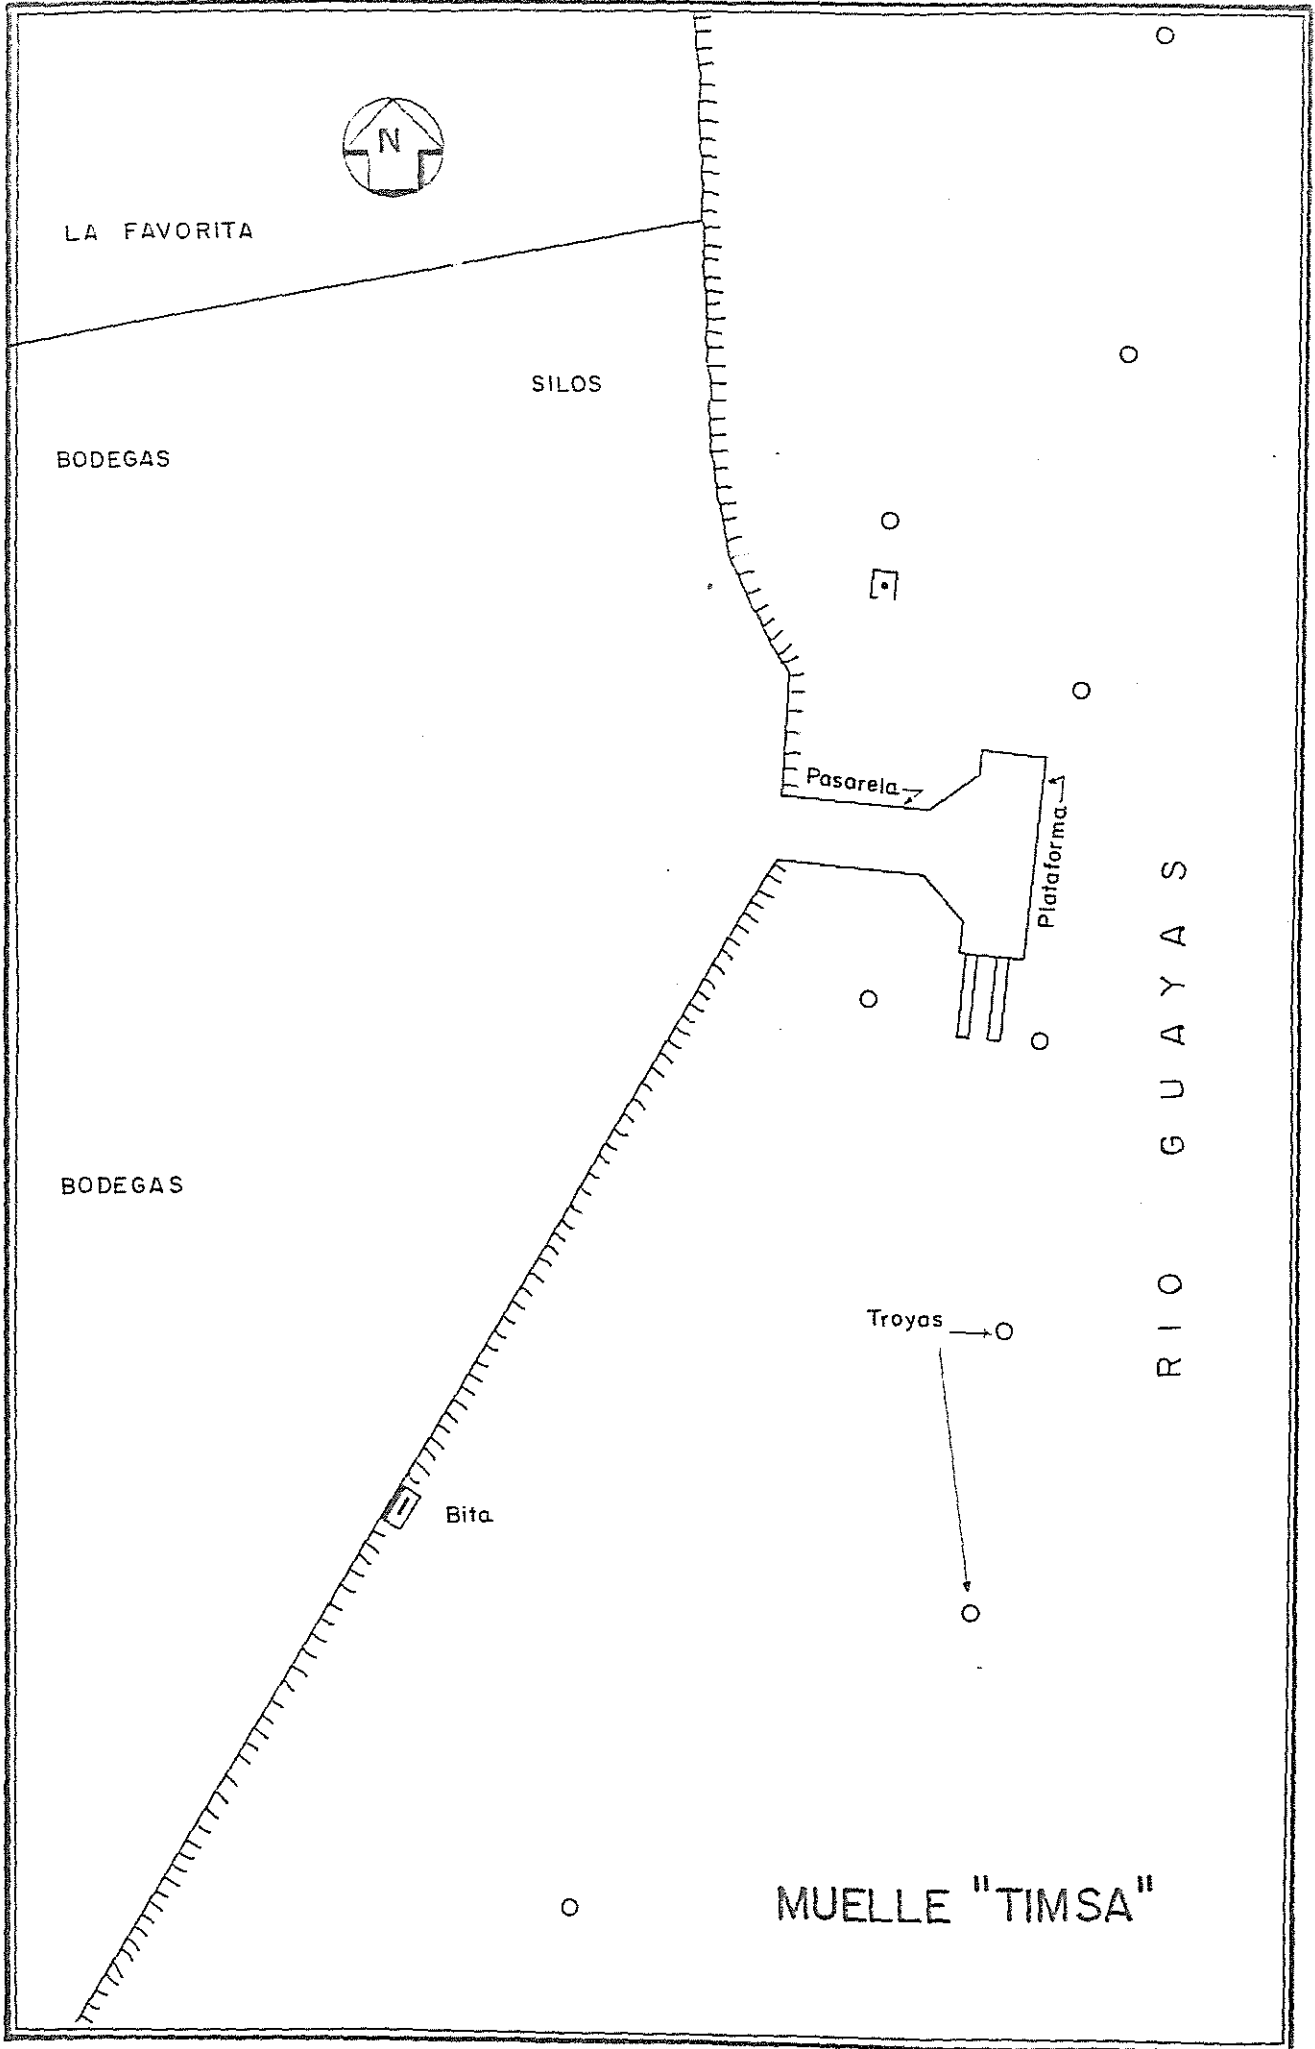 N
LA FAVORITA
SILOS
BODEGAS
Pasarela
Plataforma
RIO GUAYAS
BODEGAS
Troyas
Bita
MUELLE "TIMSA"